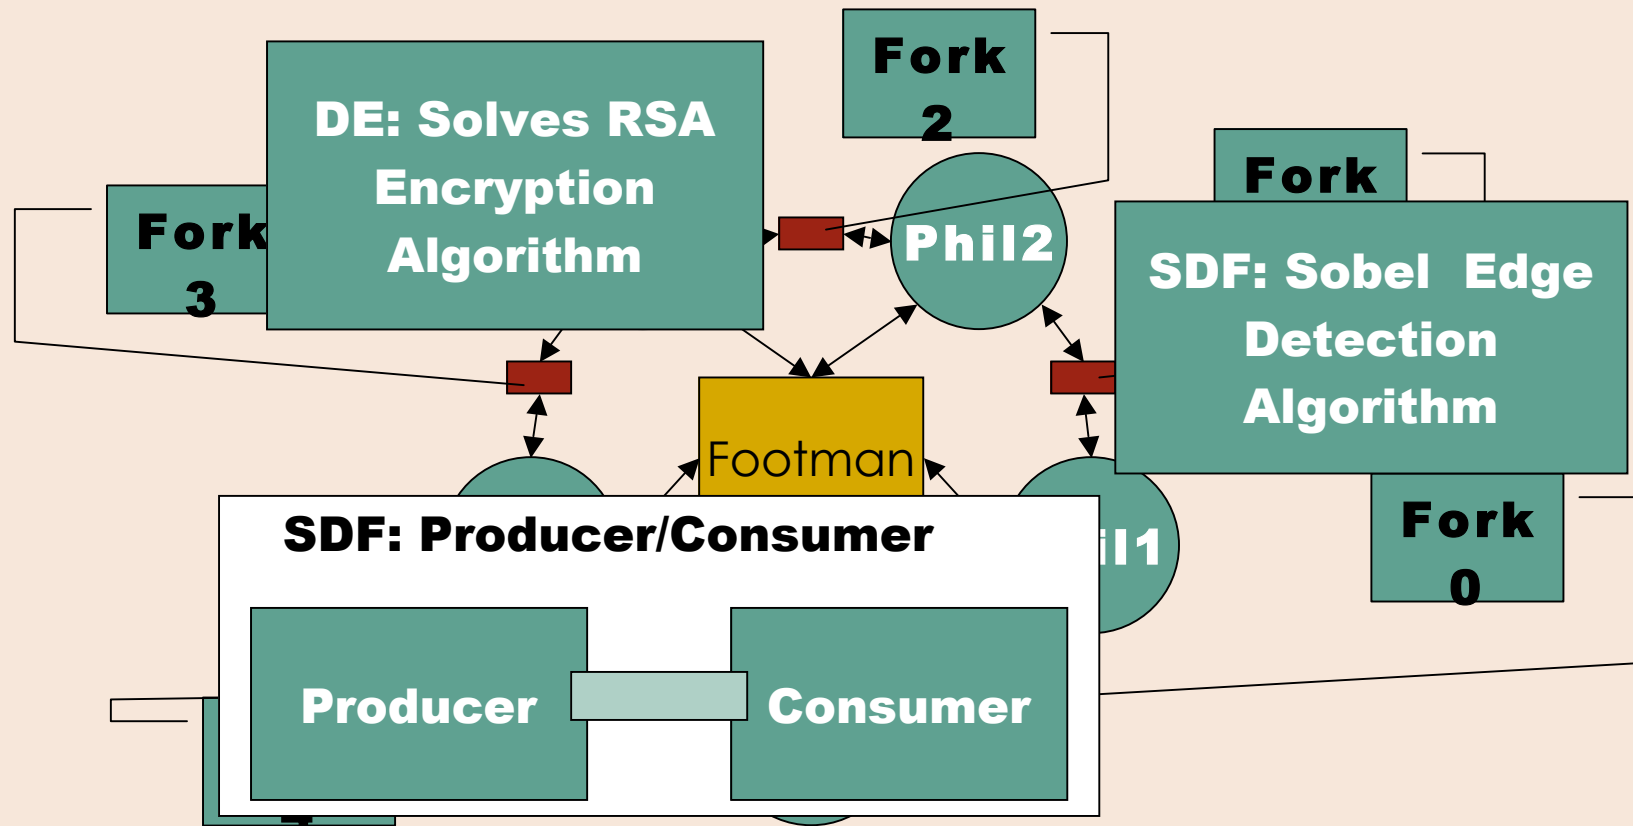 Fork
2
DE: Solves RSA
Encryption
Algorithm
Fork
Fork
3
Phil2
SDF: Sobel Edge
Detection
Algorithm
Footman
Fork
0
SDF: Producer/Consumer
il1
Producer
Consumer